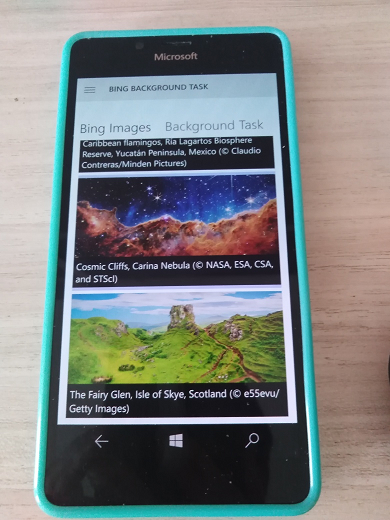 Microsoft
BING BACKGROUND TASK
Bing Images Background Task
Caribbean flamingos, Ría Lagartos Biosphere
Reserve, Yucatán Peninsula, Mexico (© Claudio
Contreras/Minden Pictures)
Cosmic Cliffs, Carina Nebula (© NASA, ESA, CSA,
and STScI)
The Fairy Glen, Isle of Skye, Scotland (© e55evu/
Getty Images)